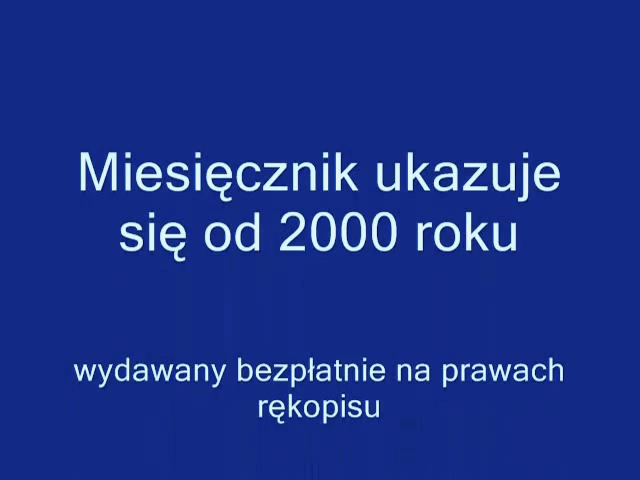 Miesięcznik ukazuje
się od 2000 roku
wydawany bezpłatnie na prawach
rękopisu